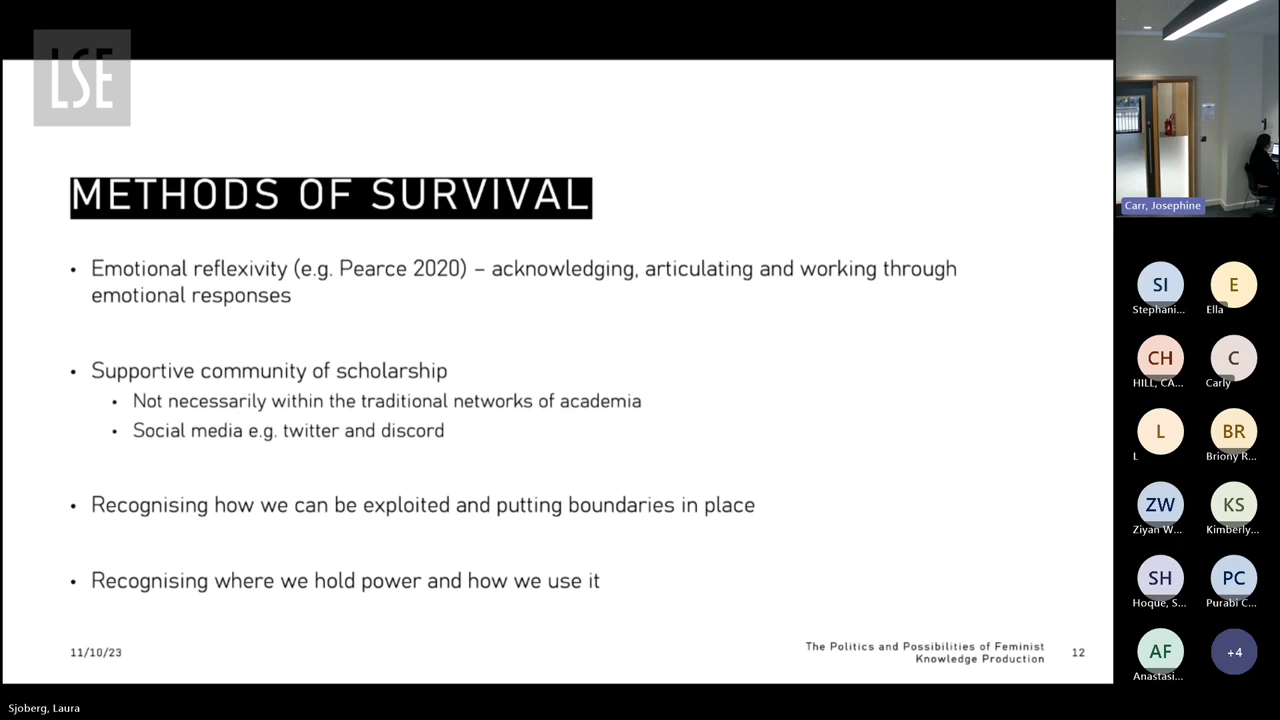 LSE
METHODS OF SURVIVAL
• Emotional reflexivity (e.g. Pearce 2020) – acknowledging, articulating and working through
emotional responses
• Supportive community of scholarship
• Not necessarily within the traditional networks of academia
• Social media e.g. twitter and discord
• Recognising how we can be exploited and putting boundaries in place
• Recognising where we hold power and how we use it
11/10/23
The Politics and Possibilities of Feminist
Knowledge Production
12
Carr, Josephine
SI
Stephani...
E
Ella
CH
HILL, CA...
C
Carly
L
L
BR
Briony R...
ZW
Ziyan W...
KS
Kimberly...
SH
Hoque, S...
PC
Purabi C...
AF
Anastasi...
+4
Sjoberg, Laura